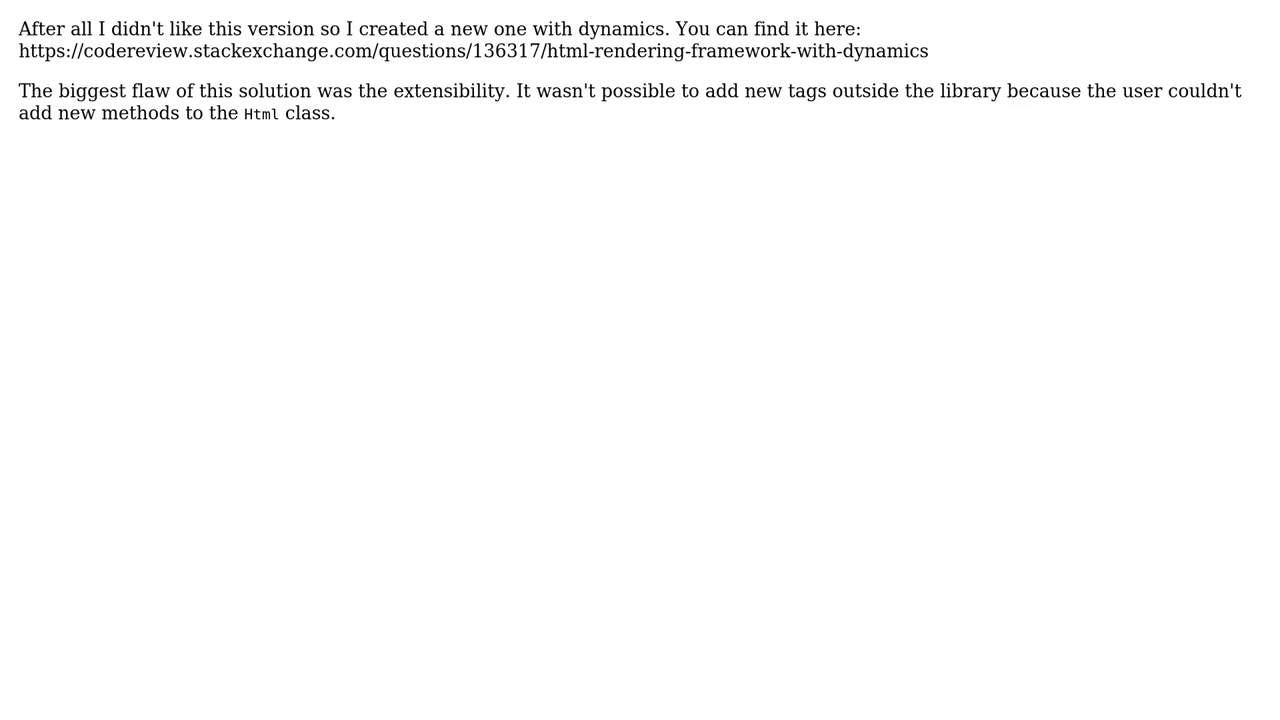 After all I didn't like this version so I created a new one with dynamics. You can find it here:
https://codereview.stackexchange.com/questions/136317/html-rendering-framework-with-dynamics
The biggest flaw of this solution was the extensibility. It wasn't possible to add new tags outside the library because the user couldn't
add new methods to the Html class.